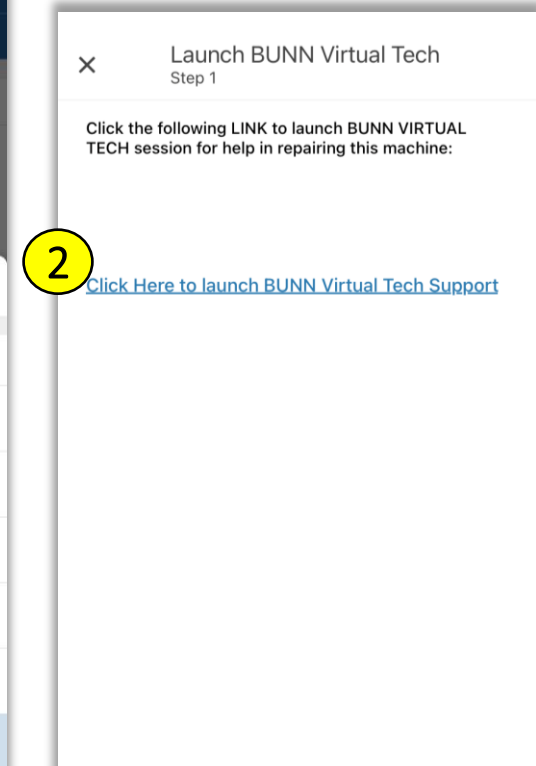 Launch BUNN Virtual Tech
Step 1
Click the following LINK to launch BUNN VIRTUAL
TECH session for help in repairing this machine:
2
Click Here to launch BUNN Virtual Tech Support